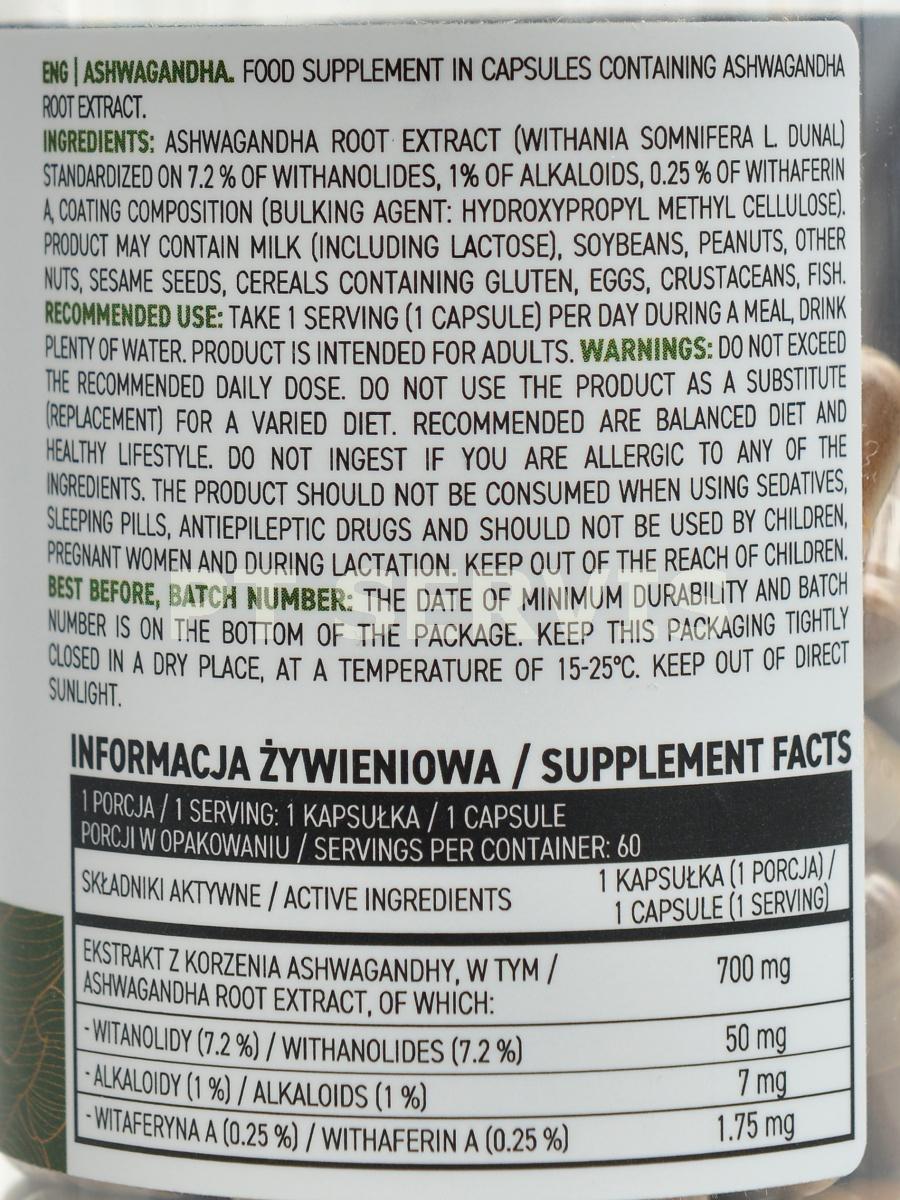 ENG | ASHWAGANDHA. FOOD SUPPLEMENT IN CAPSULES CONTAINING ASHWAGANDHA
ROOT EXTRACT.
INGREDIENTS: ASHWAGANDHA ROOT EXTRACT (WITHANIA SOMNIFERA L. DUNAL)
STANDARDIZED ON 7.2 % OF WITHANOLIDES, 1% OF ALKALOIDS, 0.25 % OF WITHAFERIN
A, COATING COMPOSITION (BULKING AGENT: HYDROXYPROPYL METHYL CELLULOSE).
PRODUCT MAY CONTAIN MILK (INCLUDING LACTOSE), SOYBEANS, PEANUTS, OTHER
NUTS, SESAME SEEDS, CEREALS CONTAINING GLUTEN, EGGS, CRUSTACEANS, FISH.
RECOMMENDED USE: TAKE 1 SERVING (1 CAPSULE) PER DAY DURING A MEAL, DRINK
PLENTY OF WATER. PRODUCT IS INTENDED FOR ADULTS. WARNINGS: DO NOT EXCEED
THE RECOMMENDED DAILY DOSE. DO NOT USE THE PRODUCT AS A SUBSTITUTE
(REPLACEMENT) FOR A VARIED DIET. RECOMMENDED ARE BALANCED DIET AND
HEALTHY LIFESTYLE. DO NOT INGEST IF YOU ARE ALLERGIC TO ANY OF THE
INGREDIENTS. THE PRODUCT SHOULD NOT BE CONSUMED WHEN USING SEDATIVES,
SLEEPING PILLS, ANTIEPILEPTIC DRUGS AND SHOULD NOT BE USED BY CHILDREN,
PREGNANT WOMEN AND DURING LACTATION. KEEP OUT OF THE REACH OF CHILDREN.
PT SERVIS
BEST BEFORE, BATCH NUMBER: THE DATE OF MINIMUM DURABILITY AND BATCH
NUMBER IS ON THE BOTTOM OF THE PACKAGE. KEEP THIS PACKAGING TIGHTLY
CLOSED IN A DRY PLACE, AT A TEMPERATURE OF 15-25°C. KEEP OUT OF DIRECT
SUNLIGHT.
INFORMACJA ŻYWIENIOWA / SUPPLEMENT FACTS
1 PORCJA / 1 SERVING: 1 KAPSUŁKA / 1 CAPSULE
PORCJI W OPAKOWANIU / SERVINGS PER CONTAINER: 60
SKŁADNIKI AKTYWNE / ACTIVE INGREDIENTS
1 KAPSUŁKA (1 PORCJA) /
1 CAPSULE (1 SERVING)
EKSTRAKT Z KORZENIA ASHWAGANDHY, W TYM /
ASHWAGANDHA ROOT EXTRACT, OF WHICH:
700 mg
- WITANOLIDY (7.2 %) / WITHANOLIDES (7.2 %) 50 mg
- ALKALOIDY (1 %) / ALKALOIDS (1 %) 7 mg
- WITAFERYNA A (0.25 %) / WITHAFERIN A (0.25 %) 1.75 mg